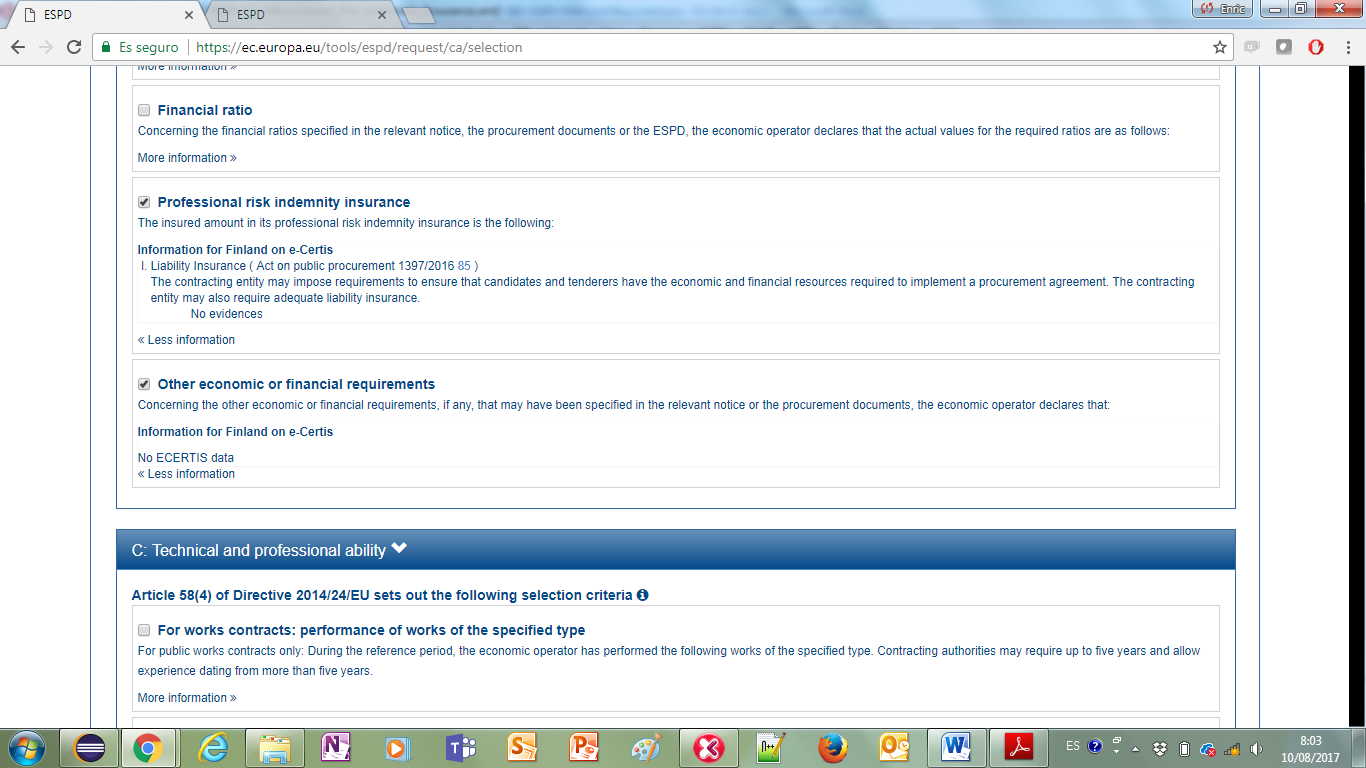 ESPD
ESPD
Enric
Es seguro
https://ec.europa.eu/tools/espd/request/ca/selection
More information »
Financial ratio
Concerning the financial ratios specified in the relevant notice, the procurement documents or the ESPD, the economic operator declares that the actual values for the required ratios are as follows:
More information »
Professional risk indemnity insurance
The insured amount in its professional risk indemnity insurance is the following:
Information for Finland on e-Certis
I. Liability Insurance ( Act on public procurement 1397/2016 85 )
The contracting entity may impose requirements to ensure that candidates and tenderers have the economic and financial resources required to implement a procurement agreement. The contracting
entity may also require adequate liability insurance.
No evidences
« Less information
Other economic or financial requirements
Concerning the other economic or financial requirements, if any, that may have been specified in the relevant notice or the procurement documents, the economic operator declares that:
Information for Finland on e-Certis
No ECERTIS data
« Less information
C: Technical and professional ability
Article 58(4) of Directive 2014/24/EU sets out the following selection criteria
For works contracts: performance of works of the specified type
For public works contracts only: During the reference period, the economic operator has performed the following works of the specified type. Contracting authorities may require up to five years and allow
experience dating from more than five years.
More information »
ES
8:03
10/08/2017